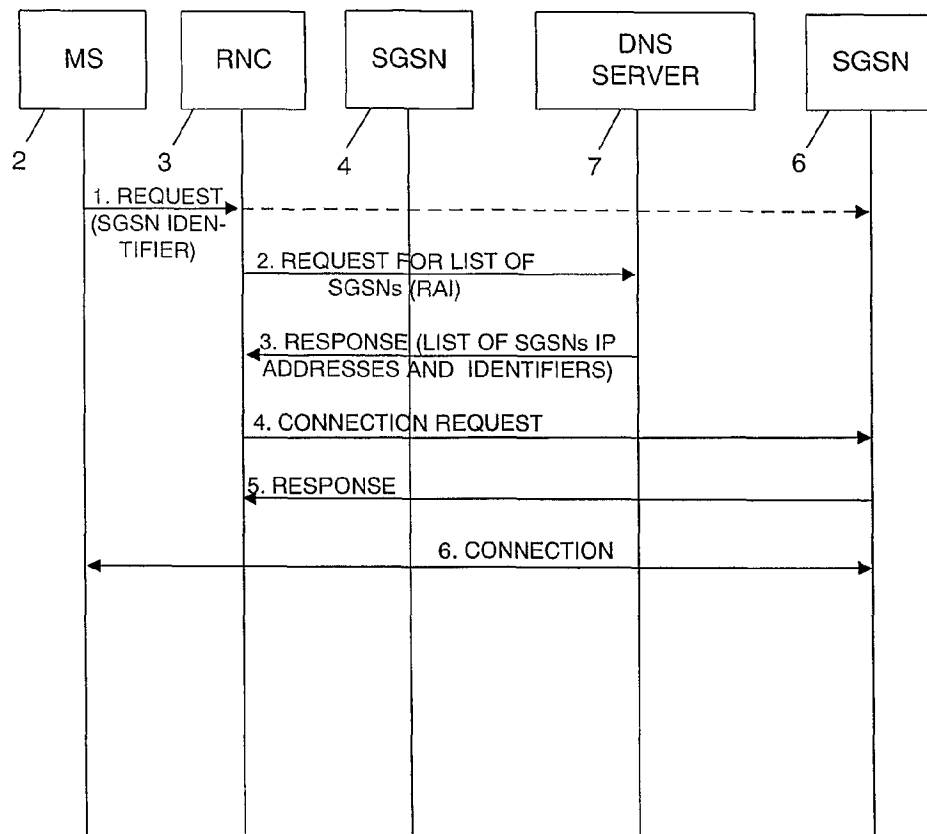 MS
RNC
SGSN
DNS
SERVER
SGSN
2
3
4
7
6
1. REQUEST
(SGSN IDEN-
TIFIER)
2. REQUEST FOR LIST OF
SGSNs (RAI)
3. RESPONSE (LIST OF SGSNs IP
ADDRESSES AND IDENTIFIERS)
4. CONNECTION REQUEST
5. RESPONSE
6. CONNECTION